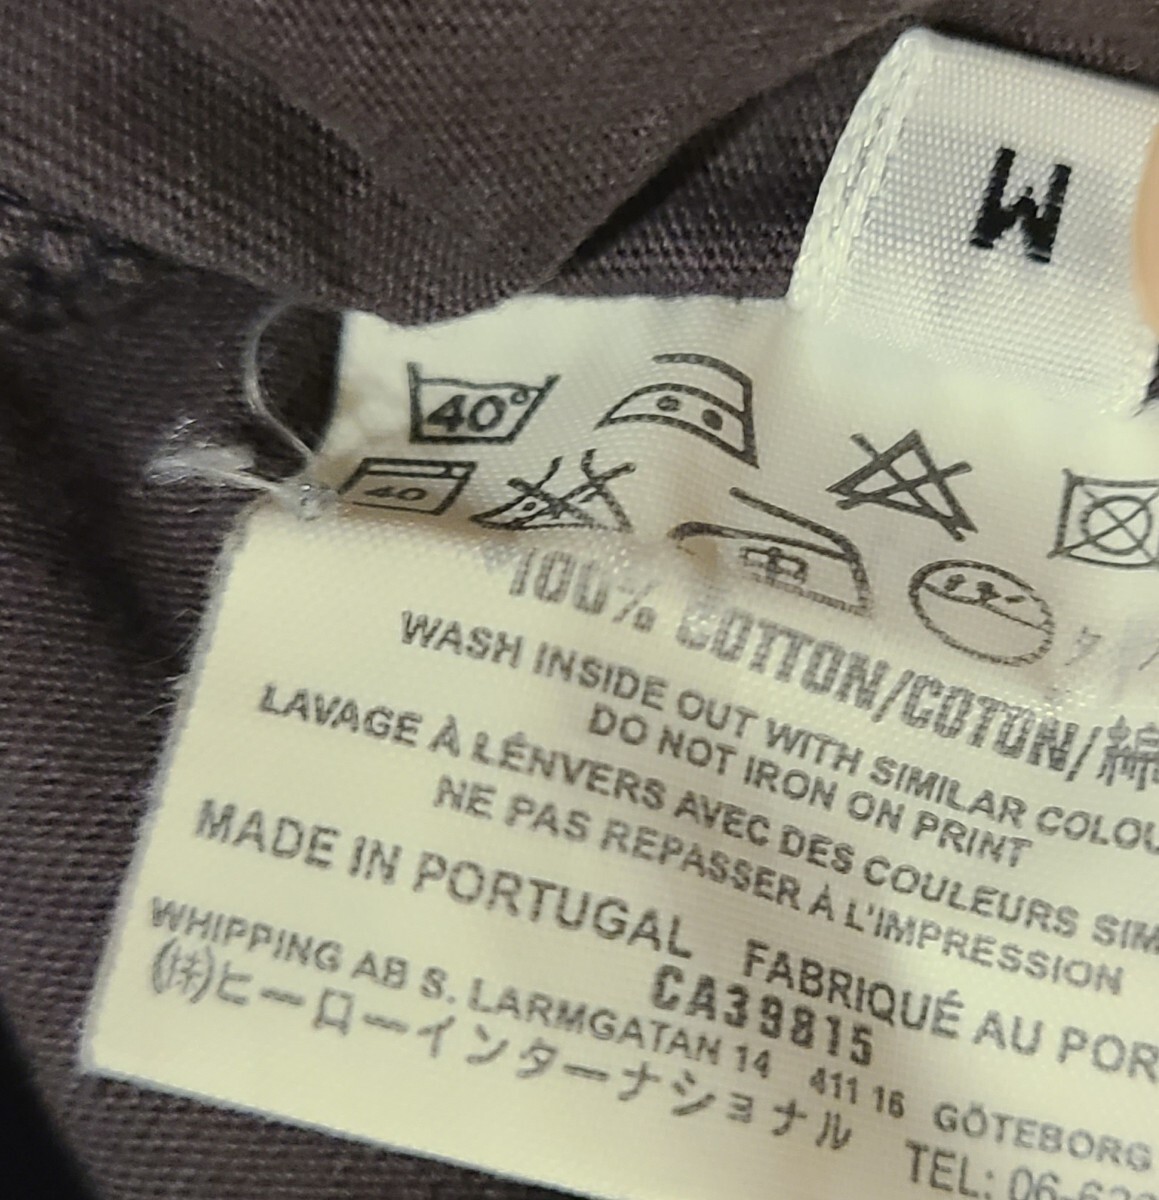 M
40°
40
中
100% COTTON/COTON/綿
WASH INSIDE OUT WITH SIMILAR COLOU
DO NOT IRON ON PRINT
LAVAGE À LÉNVERS AVEC DES COULEURS SIM
NE PAS REPASSER À L'IMPRESSION
MADE IN PORTUGAL FABRIQUÉ AU POR
CA39815
WHIPPING AB S. LARMGATAN 14 411 16 GÖTEBORG
(株)ヒーローインターナショナル TEL: 06-